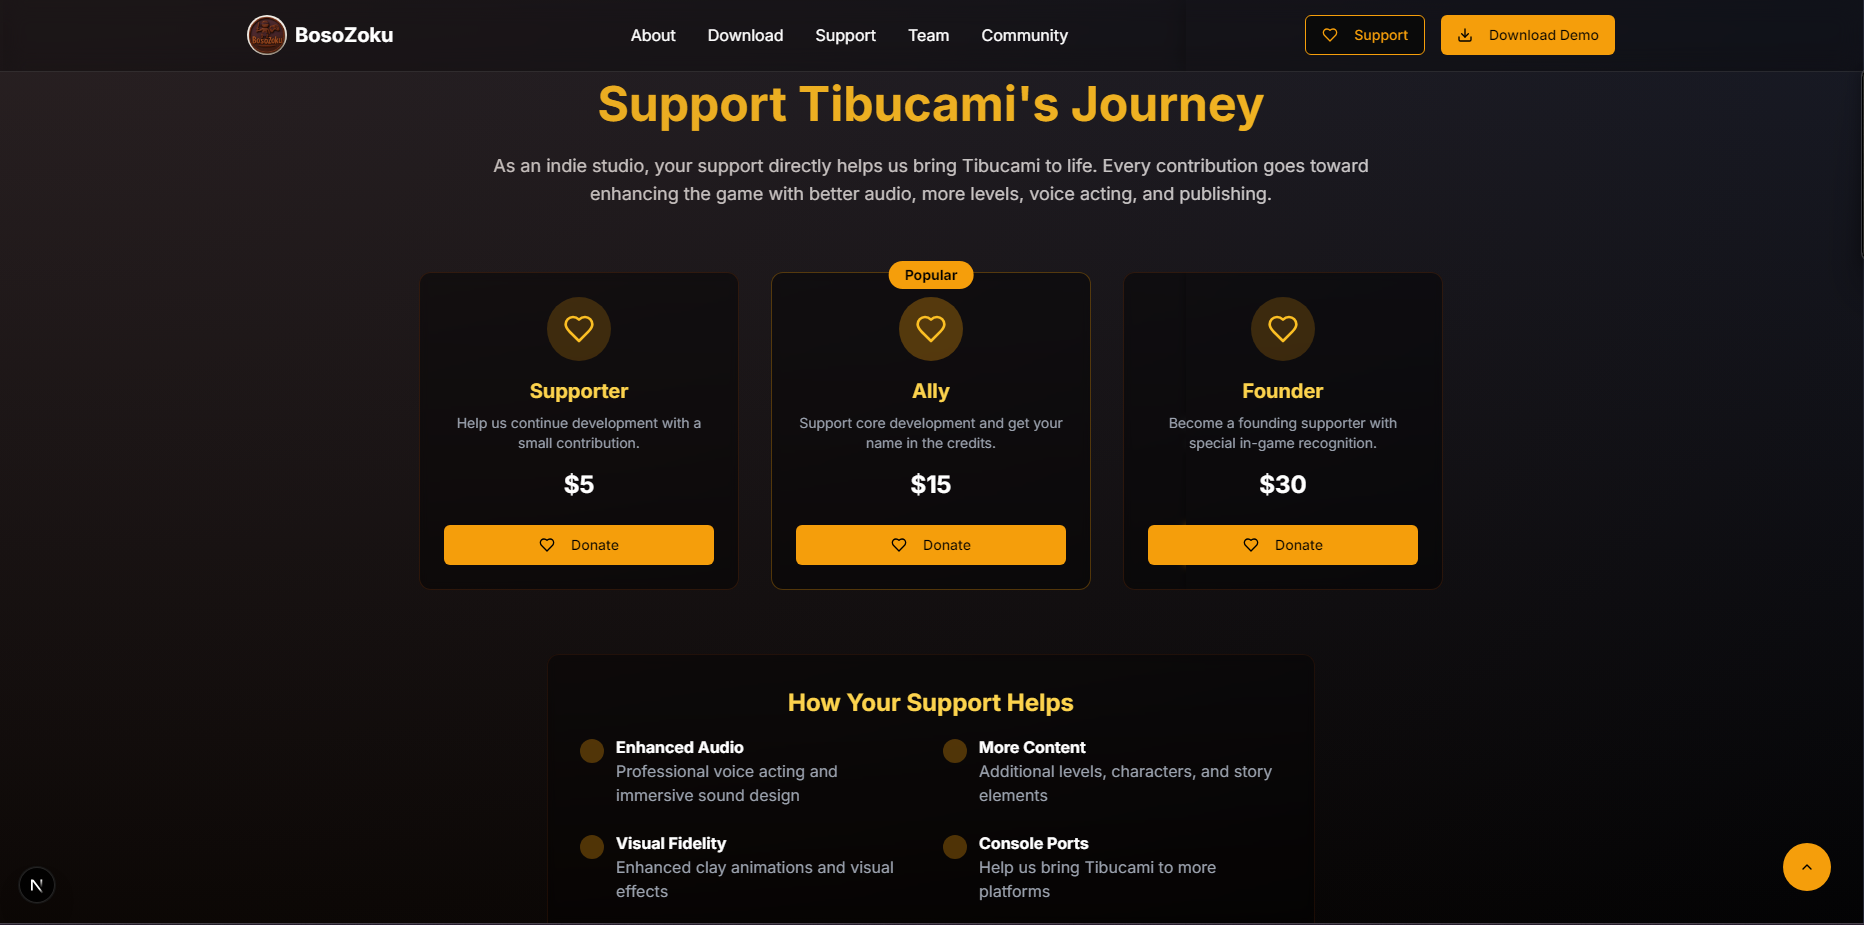 BosoZoku
BosoZoku
About
Download
Support
Team
Community
Support
Download Demo
Support Tibucami's Journey
As an indie studio, your support directly helps us bring Tibucami to life. Every contribution goes toward
enhancing the game with better audio, more levels, voice acting, and publishing.
Supporter
Help us continue development with a
small contribution.
$5
Donate
Popular
Ally
Support core development and get your
name in the credits.
$15
Donate
Founder
Become a founding supporter with
special in-game recognition.
$30
Donate
How Your Support Helps
Enhanced Audio
Professional voice acting and
immersive sound design
More Content
Additional levels, characters, and story
elements
Visual Fidelity
Enhanced clay animations and visual
effects
Console Ports
Help us bring Tibucami to more
platforms
N